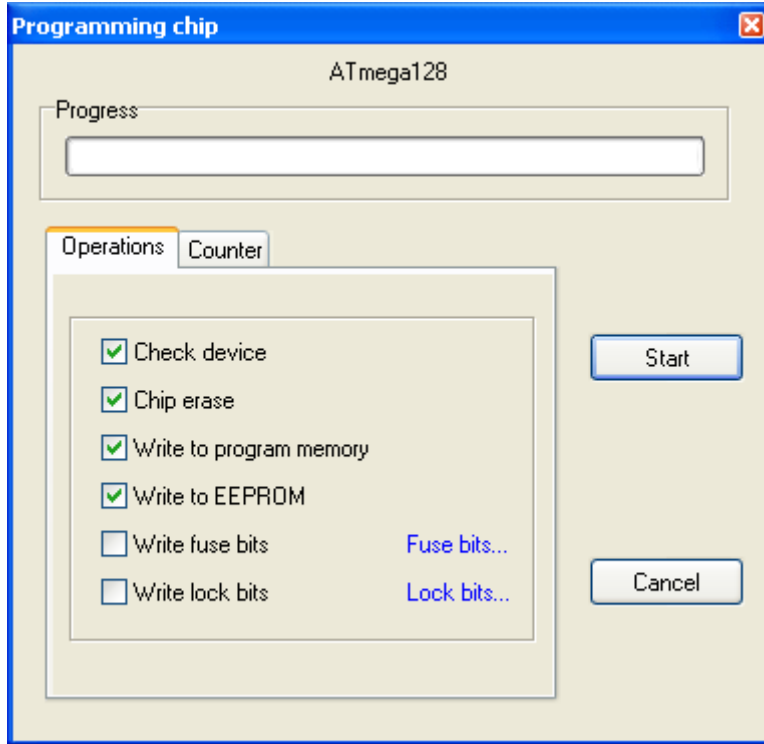 Programming chip
ATmega128
Progress
Operations
Counter
Check device
Chip erase
Write to program memory
Write to EEPROM
Write fuse bits
Fuse bits...
Write lock bits
Lock bits...
Start
Cancel